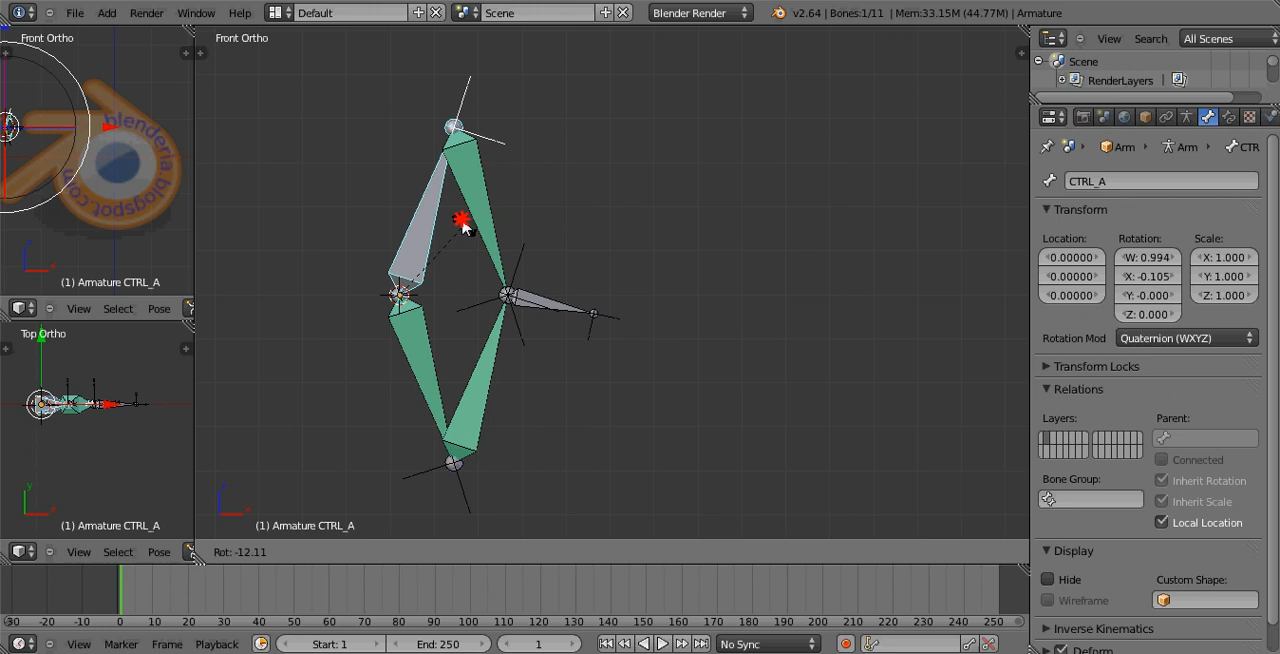 File Add Render Window Help Default Scene Blender Render v2.64 | Bones:1/11 | Mem:33.15M (44.77M) | Armature
Front Ortho
Front Ortho
View Search All Scenes
Scene
RenderLayers
blenderia.blogspot.com
Arm Arm CTR
CTRL_A
Transform
Location: Rotation: Scale:
0.00000 W: 0.994 X: 1.000
0.00000 X: -0.105 Y: 1.000
0.00000 Y: -0.000 Z: 1.000
Z: 0.000
z
x
(1) Armature CTRL_A
View Select Pose
Rotation Mod Quaternion (WXYZ)
Top Ortho
Transform Locks
Relations
Layers: Parent:
Connected
Bone Group: Inherit Rotation
Inherit Scale
Local Location
y
x
(1) Armature CTRL_A
z
x
(1) Armature CTRL_A
View Select Pose
Rot: -12.11
Display
Hide Custom Shape:
Wireframe
Inverse Kinematics
Deform
-30 -20 -10 0 10 20 30 40 50 60 70 80 90 100 110 120 130 140 150 160 170 180 190 200 210 220 230 240 250
View Marker Frame Playback Start: 1 End: 250 1 No Sync